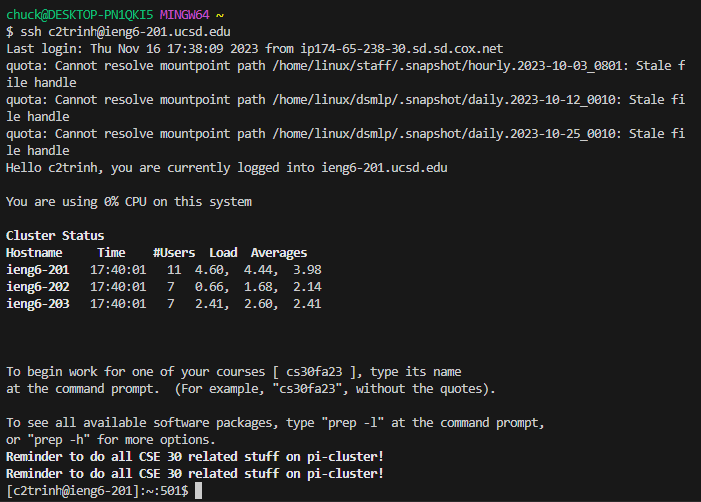 chuck@DESKTOP-PN1QKI5 MINGW64 ~
$ ssh c2trinh@ieng6-201.ucsd.edu
Last login: Thu Nov 16 17:38:09 2023 from ip174-65-238-30.sd.sd.cox.net
quota: Cannot resolve mountpoint path /home/linux/staff/.snapshot/hourly.2023-10-03_0801: Stale f
ile handle
quota: Cannot resolve mountpoint path /home/linux/dsmlp/.snapshot/daily.2023-10-12_0010: Stale fi
le handle
quota: Cannot resolve mountpoint path /home/linux/dsmlp/.snapshot/daily.2023-10-25_0010: Stale fi
le handle
Hello c2trinh, you are currently logged into ieng6-201.ucsd.edu
You are using 0% CPU on this system
Cluster Status
Hostname     Time    #Users  Load  Averages
ieng6-201   17:40:01   11  4.60,  4.44,  3.98
ieng6-202   17:40:01   7   0.66,  1.68,  2.14
ieng6-203   17:40:01   7   2.41,  2.60,  2.41
To begin work for one of your courses [ cs30fa23 ], type its name
at the command prompt.  (For example, "cs30fa23", without the quotes).
To see all available software packages, type "prep -l" at the command prompt,
or "prep -h" for more options.
Reminder to do all CSE 30 related stuff on pi-cluster!
Reminder to do all CSE 30 related stuff on pi-cluster!
[c2trinh@ieng6-201]:~:501$